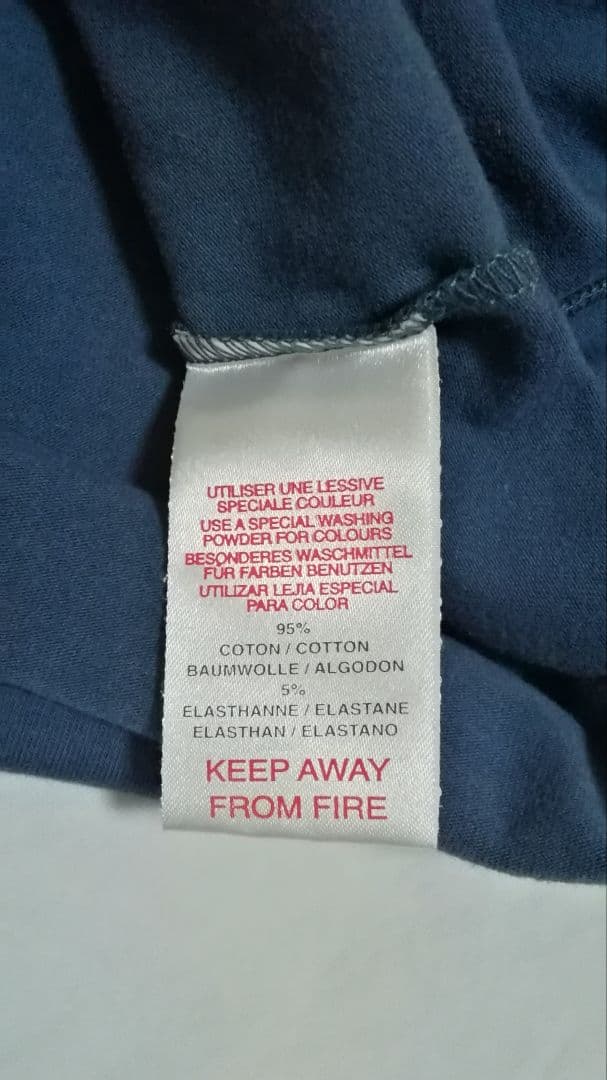 UTILISER UNE LESSIVE
SPECIALE COULEUR
USE A SPECIAL WASHING
POWDER FOR COLOURS
BESONDERES WASCHMITTEL
FÜR FARBEN BENUTZEN
UTILIZAR LEJIA ESPECIAL
PARA COLOR
95%
COTON / COTTON
BAUMWOLLE / ALGODON
5%
ELASTHANNE / ELASTANE
ELASTHAN / ELASTANO
KEEP AWAY
FROM FIRE